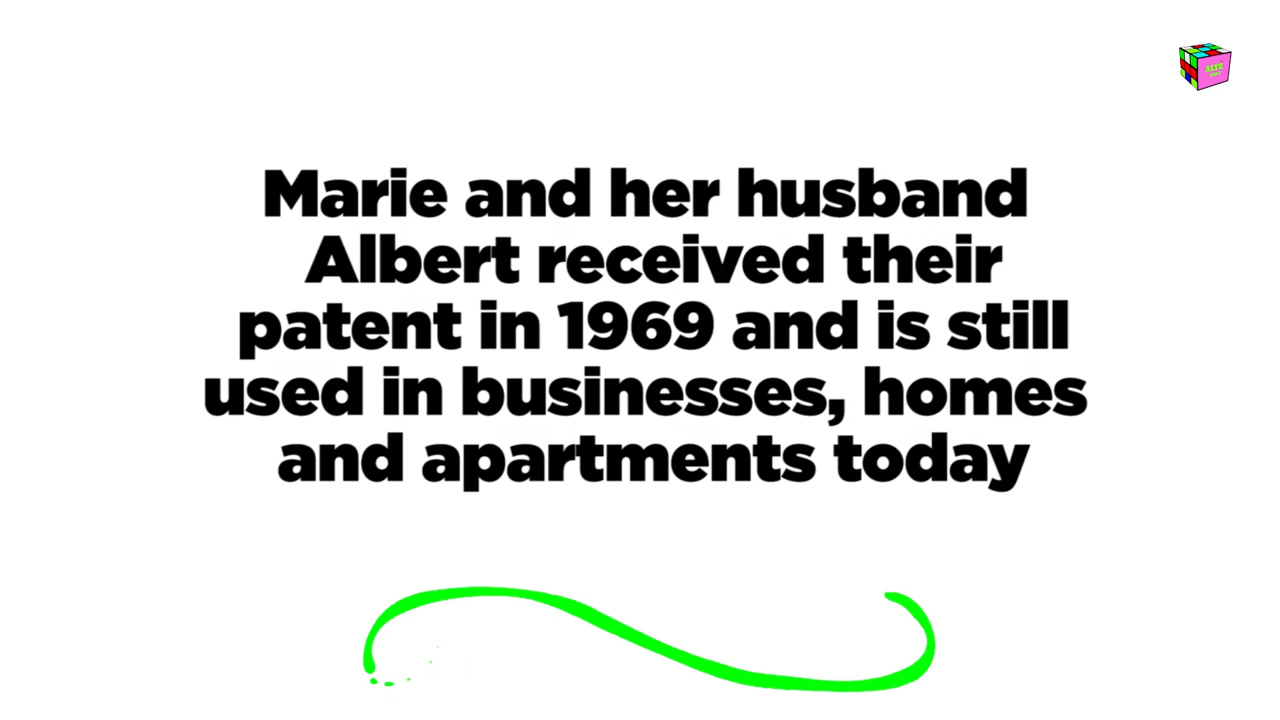 Marie and her husband
Albert received their
patent in 1969 and is still
used in businesses, homes
and apartments today